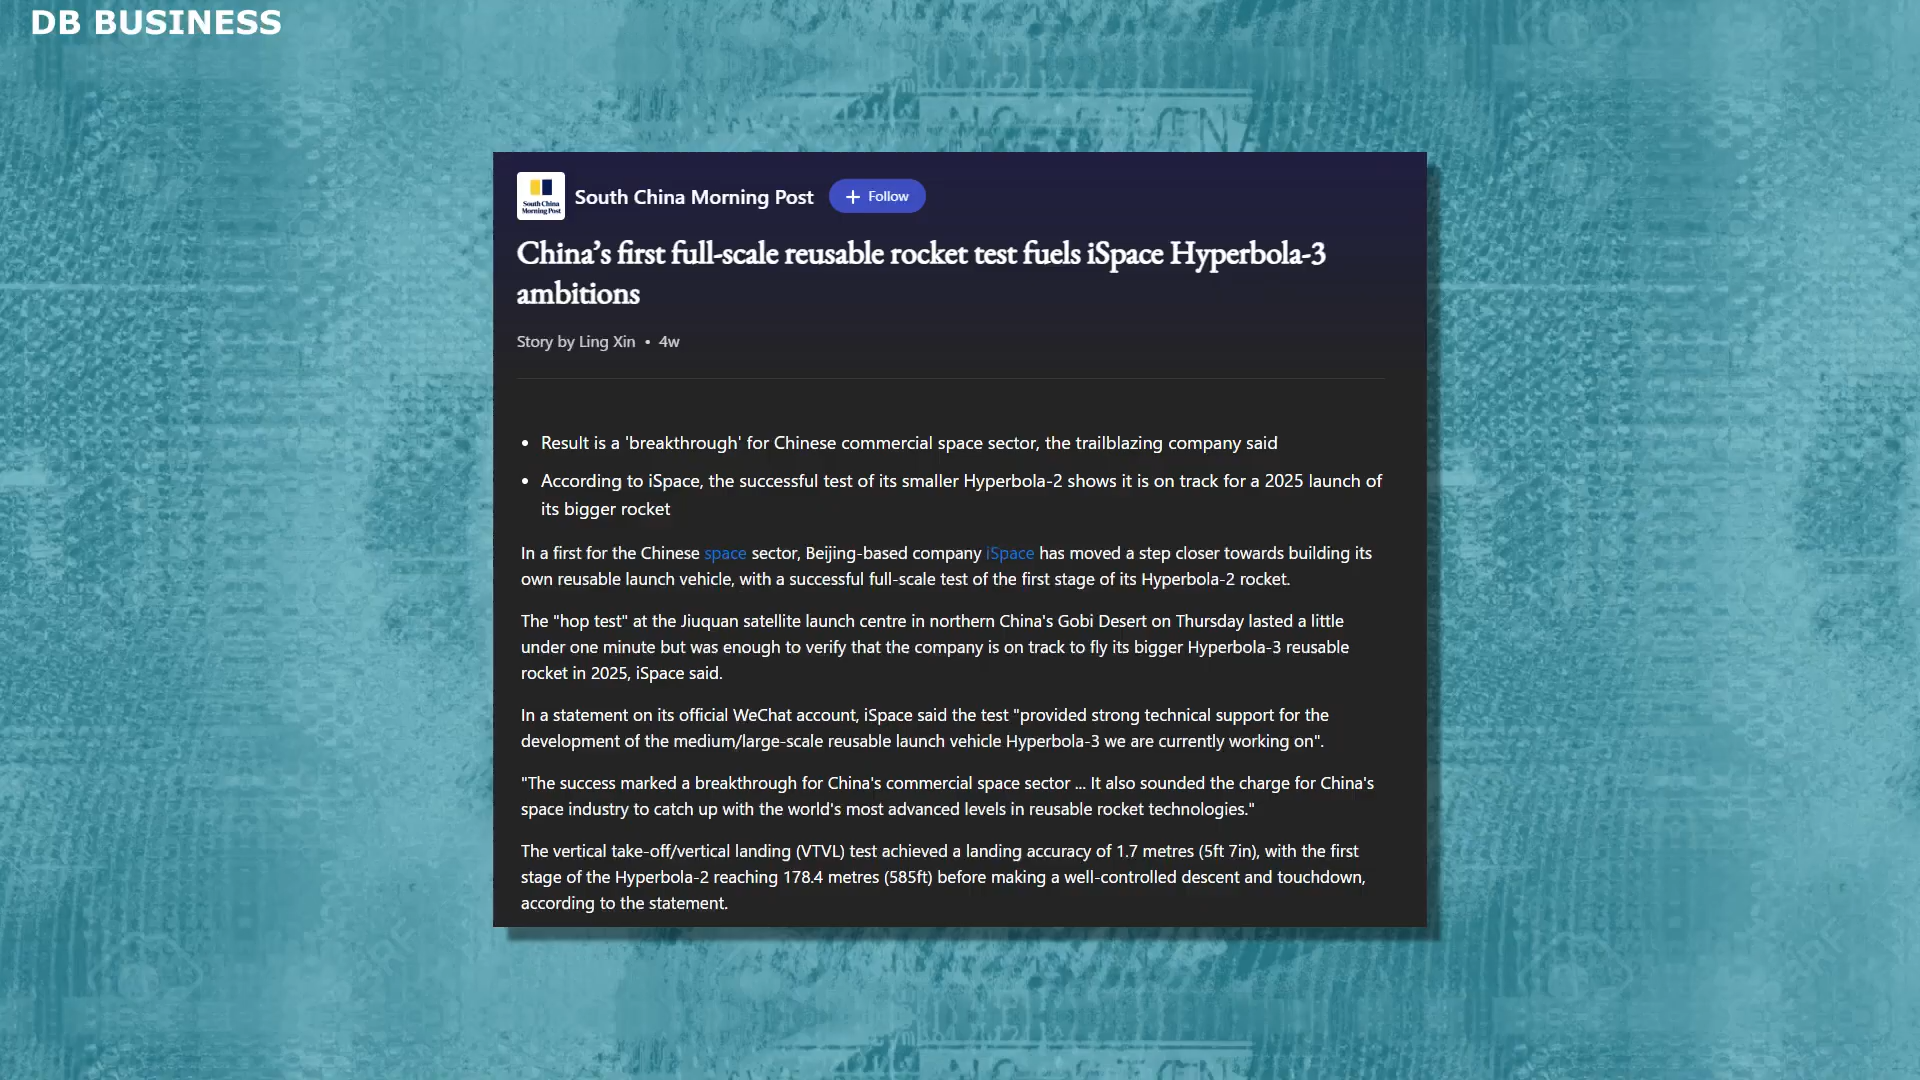 DB BUSINESS
South China
Morning Post
South China Morning Post
+ Follow
China’s first full-scale reusable rocket test fuels iSpace Hyperbola-3
ambitions
Story by Ling Xin • 4w
• Result is a 'breakthrough' for Chinese commercial space sector, the trailblazing company said
• According to iSpace, the successful test of its smaller Hyperbola-2 shows it is on track for a 2025 launch of
its bigger rocket
In a first for the Chinese space sector, Beijing-based company iSpace has moved a step closer towards building its
own reusable launch vehicle, with a successful full-scale test of the first stage of its Hyperbola-2 rocket.
The "hop test" at the Jiuquan satellite launch centre in northern China's Gobi Desert on Thursday lasted a little
under one minute but was enough to verify that the company is on track to fly its bigger Hyperbola-3 reusable
rocket in 2025, iSpace said.
In a statement on its official WeChat account, iSpace said the test "provided strong technical support for the
development of the medium/large-scale reusable launch vehicle Hyperbola-3 we are currently working on".
"The success marked a breakthrough for China's commercial space sector ... It also sounded the charge for China's
space industry to catch up with the world's most advanced levels in reusable rocket technologies."
The vertical take-off/vertical landing (VTVL) test achieved a landing accuracy of 1.7 metres (5ft 7in), with the first
stage of the Hyperbola-2 reaching 178.4 metres (585ft) before making a well-controlled descent and touchdown,
according to the statement.